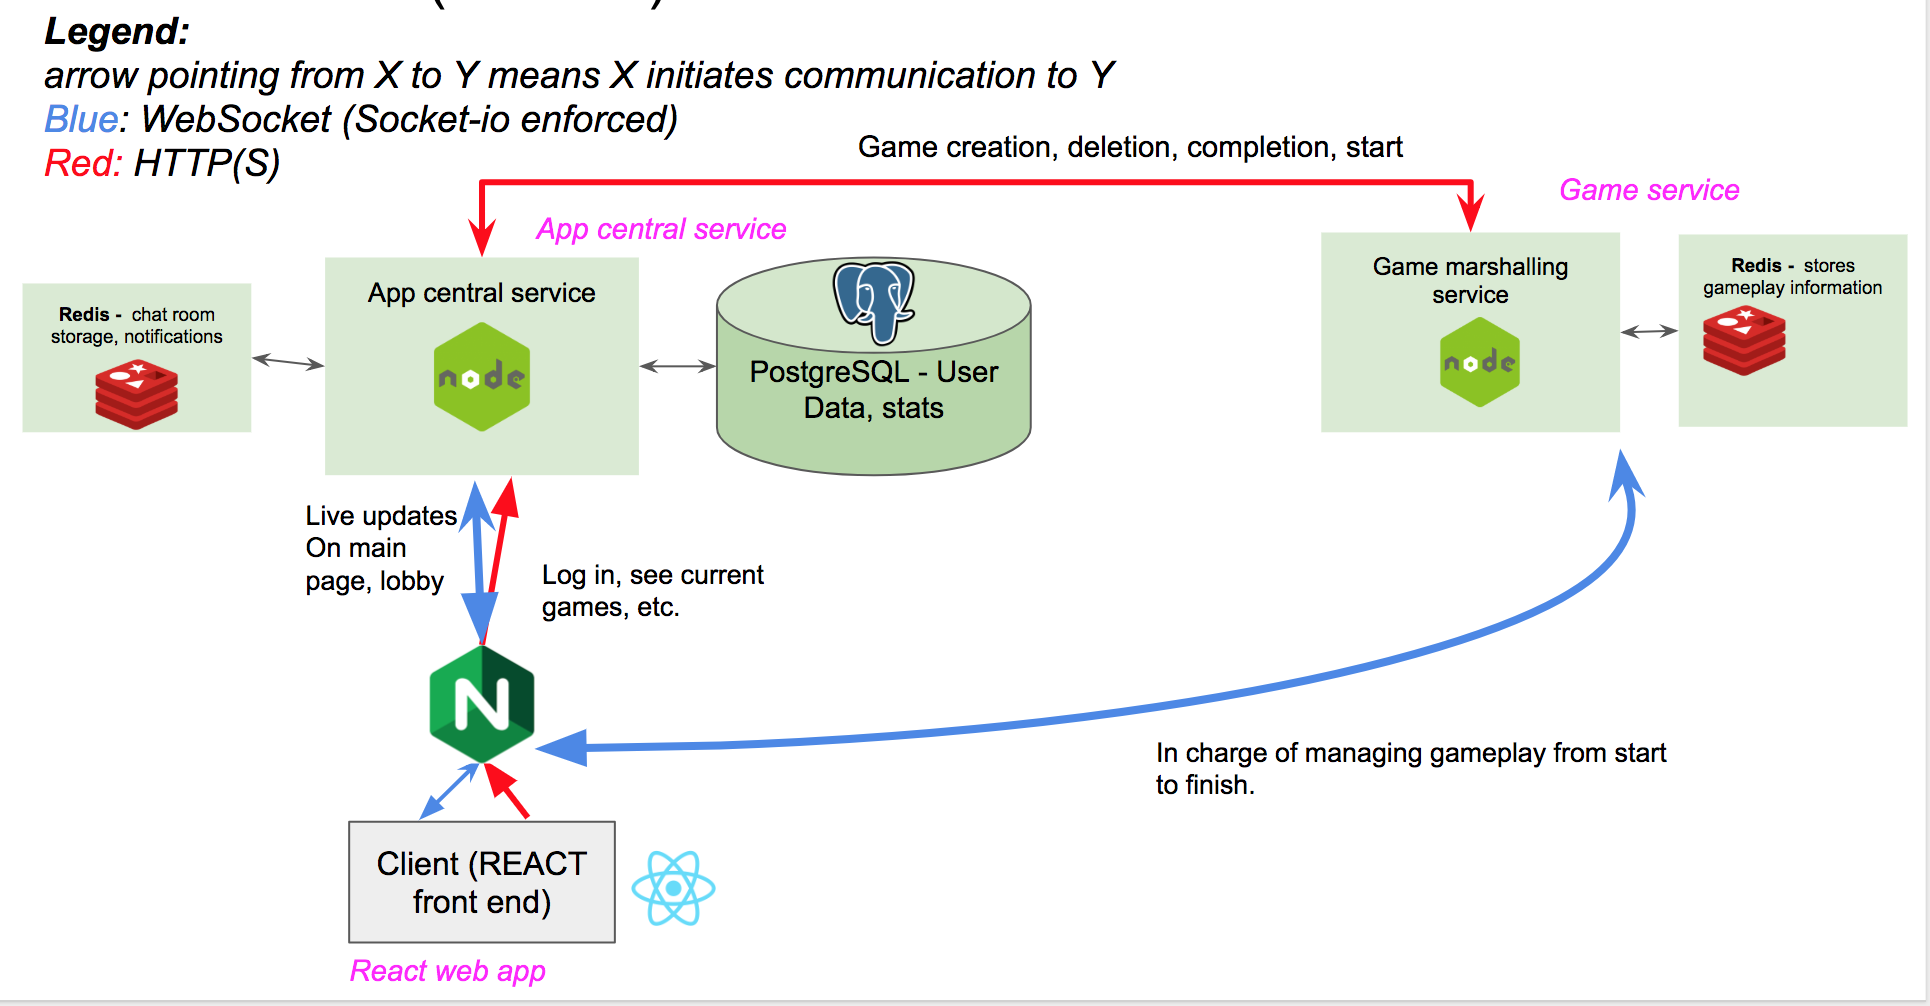 Legend:
arrow pointing from X to Y means X initiates communication to Y
Blue: WebSocket (Socket-io enforced)
Red: HTTP(S)
Game creation, deletion, completion, start
Game service
App central service
App central service
node
Redis - chat room
storage, notifications
PostgreSQL - User
Data, stats
Game marshalling
service
node
Redis - stores
gameplay information
Live updates
On main
page, lobby
Log in, see current
games, etc.
N
In charge of managing gameplay from start
to finish.
Client (REACT
front end)
React web app